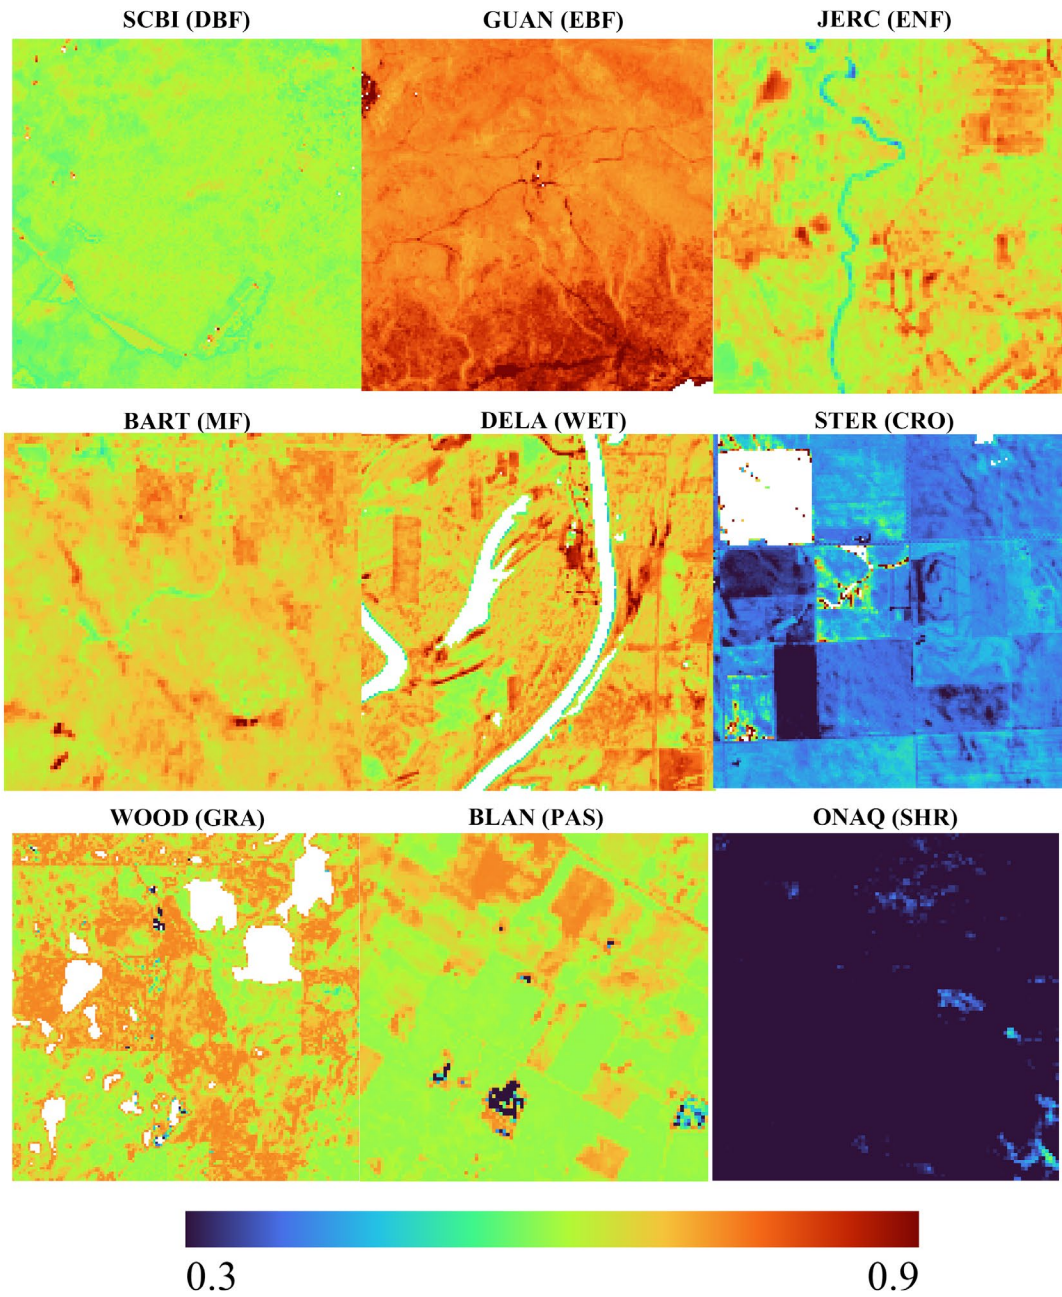 SCBI (DBF) GUAN (EBF) JERC (ENF)
BART (MF) DELA (WET) STER (CRO)
WOOD (GRA) BLAN (PAS) ONAQ (SHR)
0.3 0.9